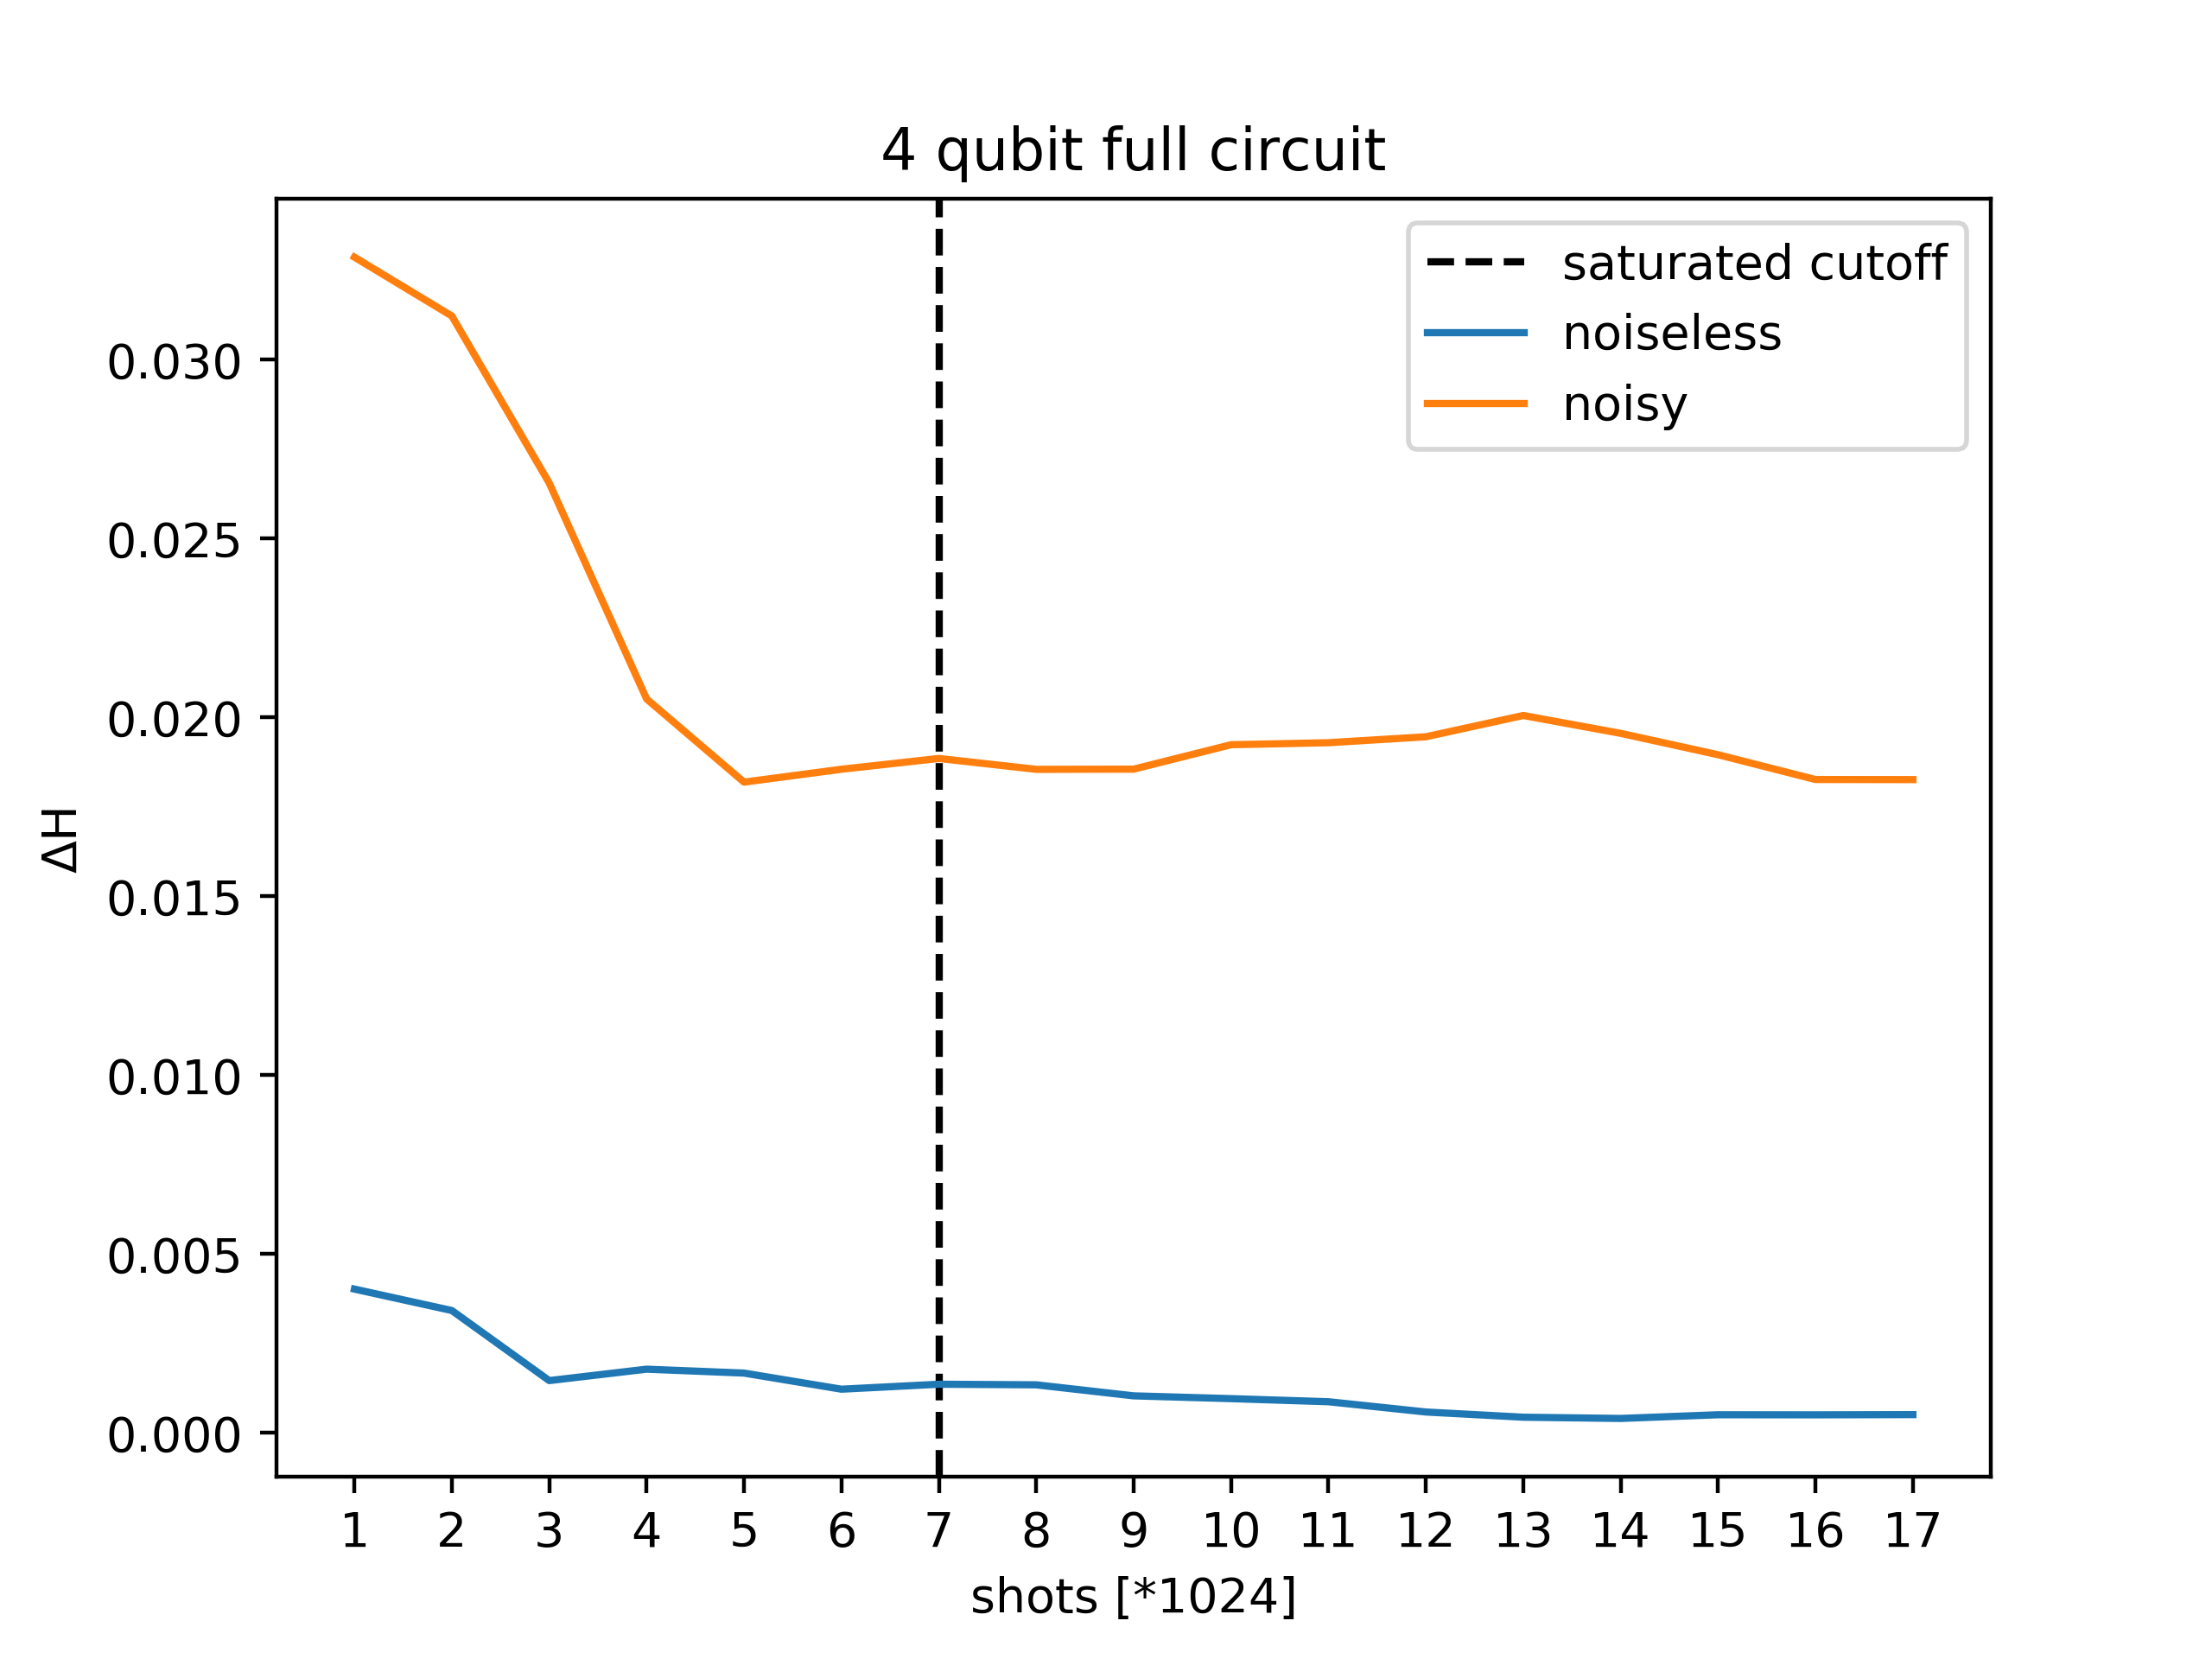 4 qubit full circuit
saturated cutoff
noiseless
noisy
0.030
0.025
0.020
0.015
0.010
0.005
0.000
ΔH
1 2 3 4 5 6 7 8 9 10 11 12 13 14 15 16 17
shots [*1024]